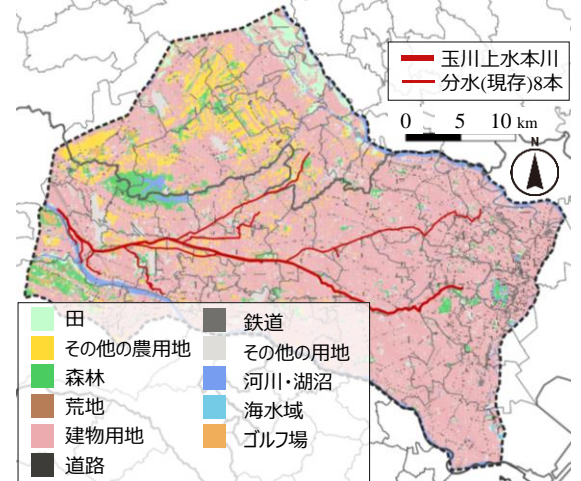 玉川上水本川
分水(現存)8本
0 5 10 km
N
田
その他の農用地
森林
荒地
建物用地
道路
鉄道
その他の用地
河川・湖沼
海水域
ゴルフ場